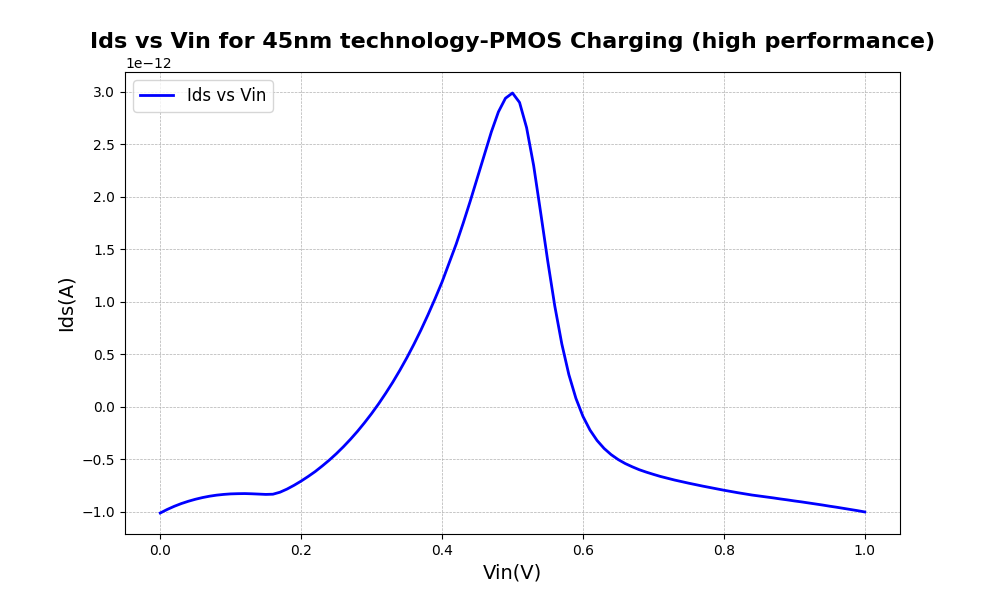 Ids vs Vin for 45nm technology-PMOS Charging (high performance)
1e−12
Ids vs Vin
3.0
2.5
2.0
1.5
1.0
0.5
0.0
−0.5
−1.0
Ids(A)
0.0 0.2 0.4 0.6 0.8 1.0
Vin(V)